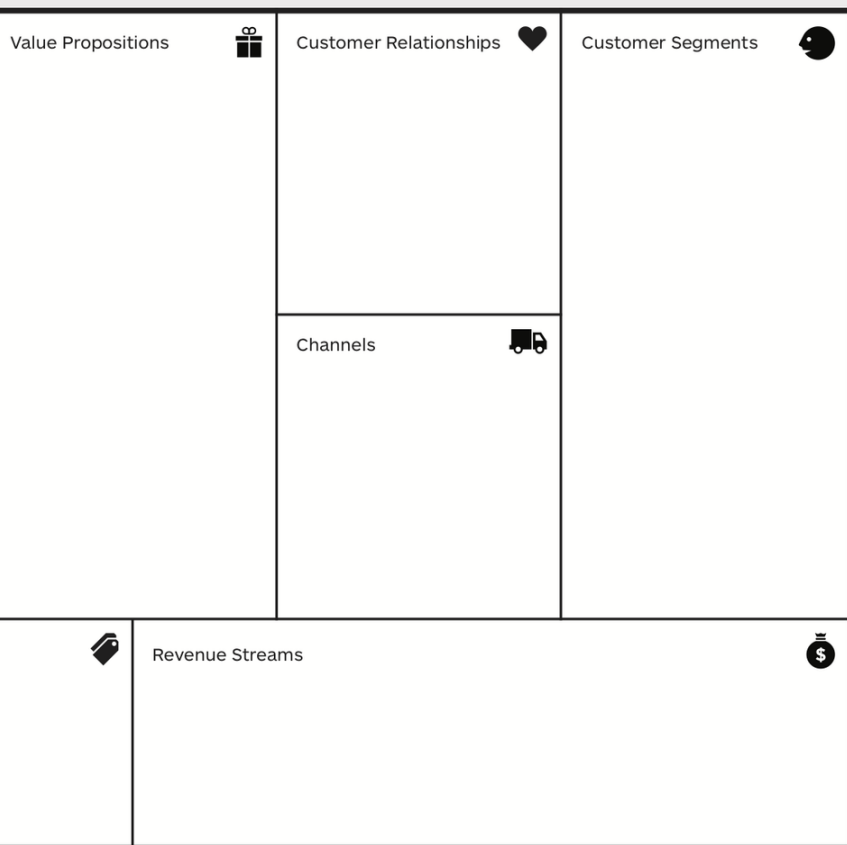 Value Propositions
Customer Relationships
Customer Segments
Channels
Revenue Streams
$